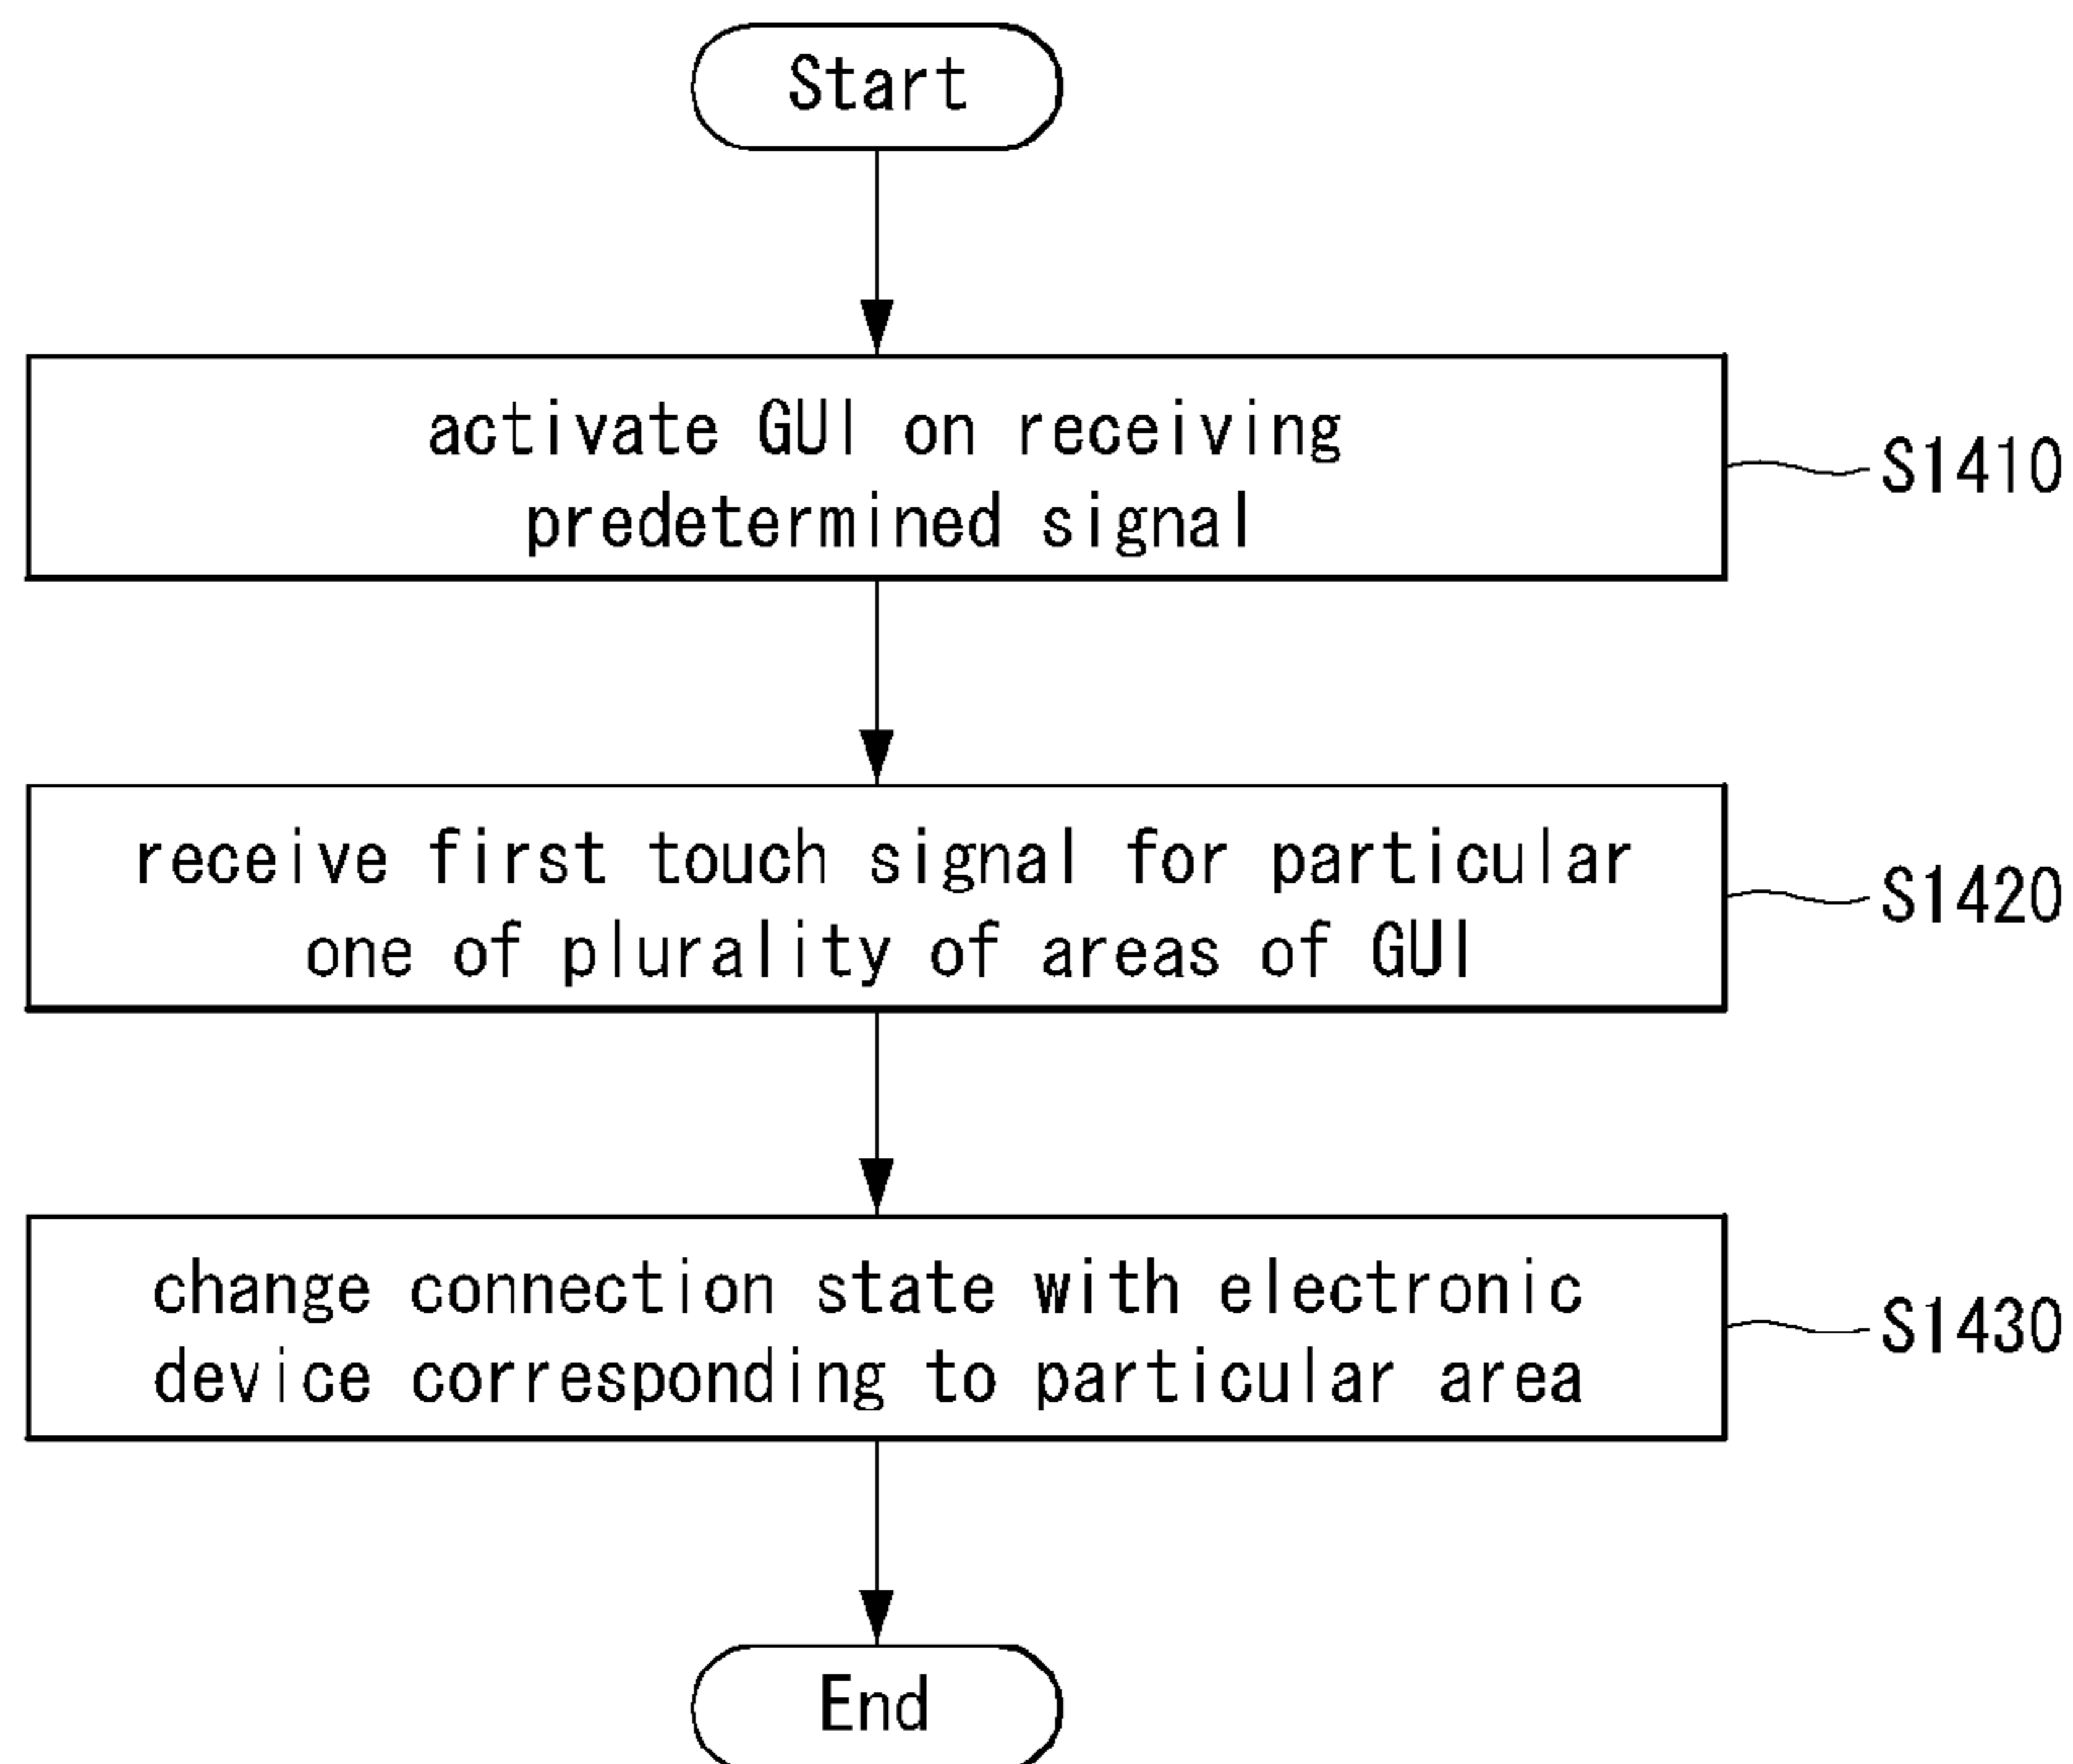 Start
activate GUI on receiving
predetermined signal
S1410
receive first touch signal for particular
one of plurality of areas of GUI
S1420
change connection state with electronic
device corresponding to particular area
S1430
End